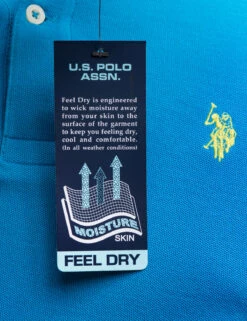 U.S. POLO
ASSN.
Feel Dry is engineered
to wick moisture away
from your skin to the
surface of the garment
to keep you feeling dry,
cool and comfortable.
(In all weather conditions)
MOISTURE
SKIN
FEEL DRY